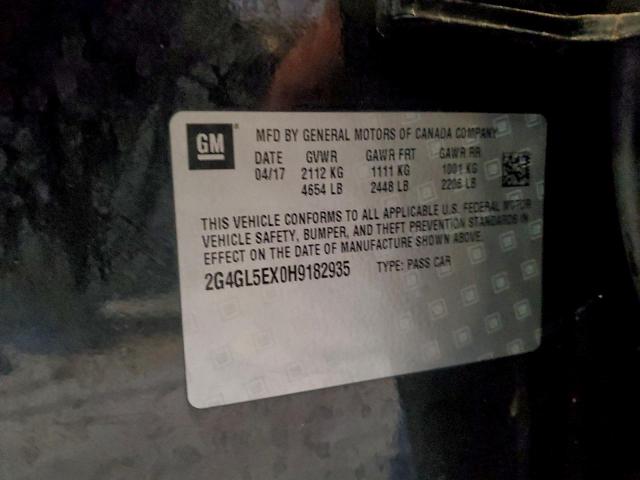 GM
MFD BY GENERAL MOTORS OF CANADA COMPANY
DATE GVWR GAWR FRT GAWR RR
04/17 2112 KG 1111 KG 1001 KG
4654 LB 2448 LB 2206 LB
THIS VEHICLE CONFORMS TO ALL APPLICABLE U.S. FEDERAL MOTOR
VEHICLE SAFETY, BUMPER, AND THEFT PREVENTION STANDARDS IN
EFFECT ON THE DATE OF MANUFACTURE SHOWN ABOVE.
2G4GL5EX0H9182935 TYPE: PASS CAR